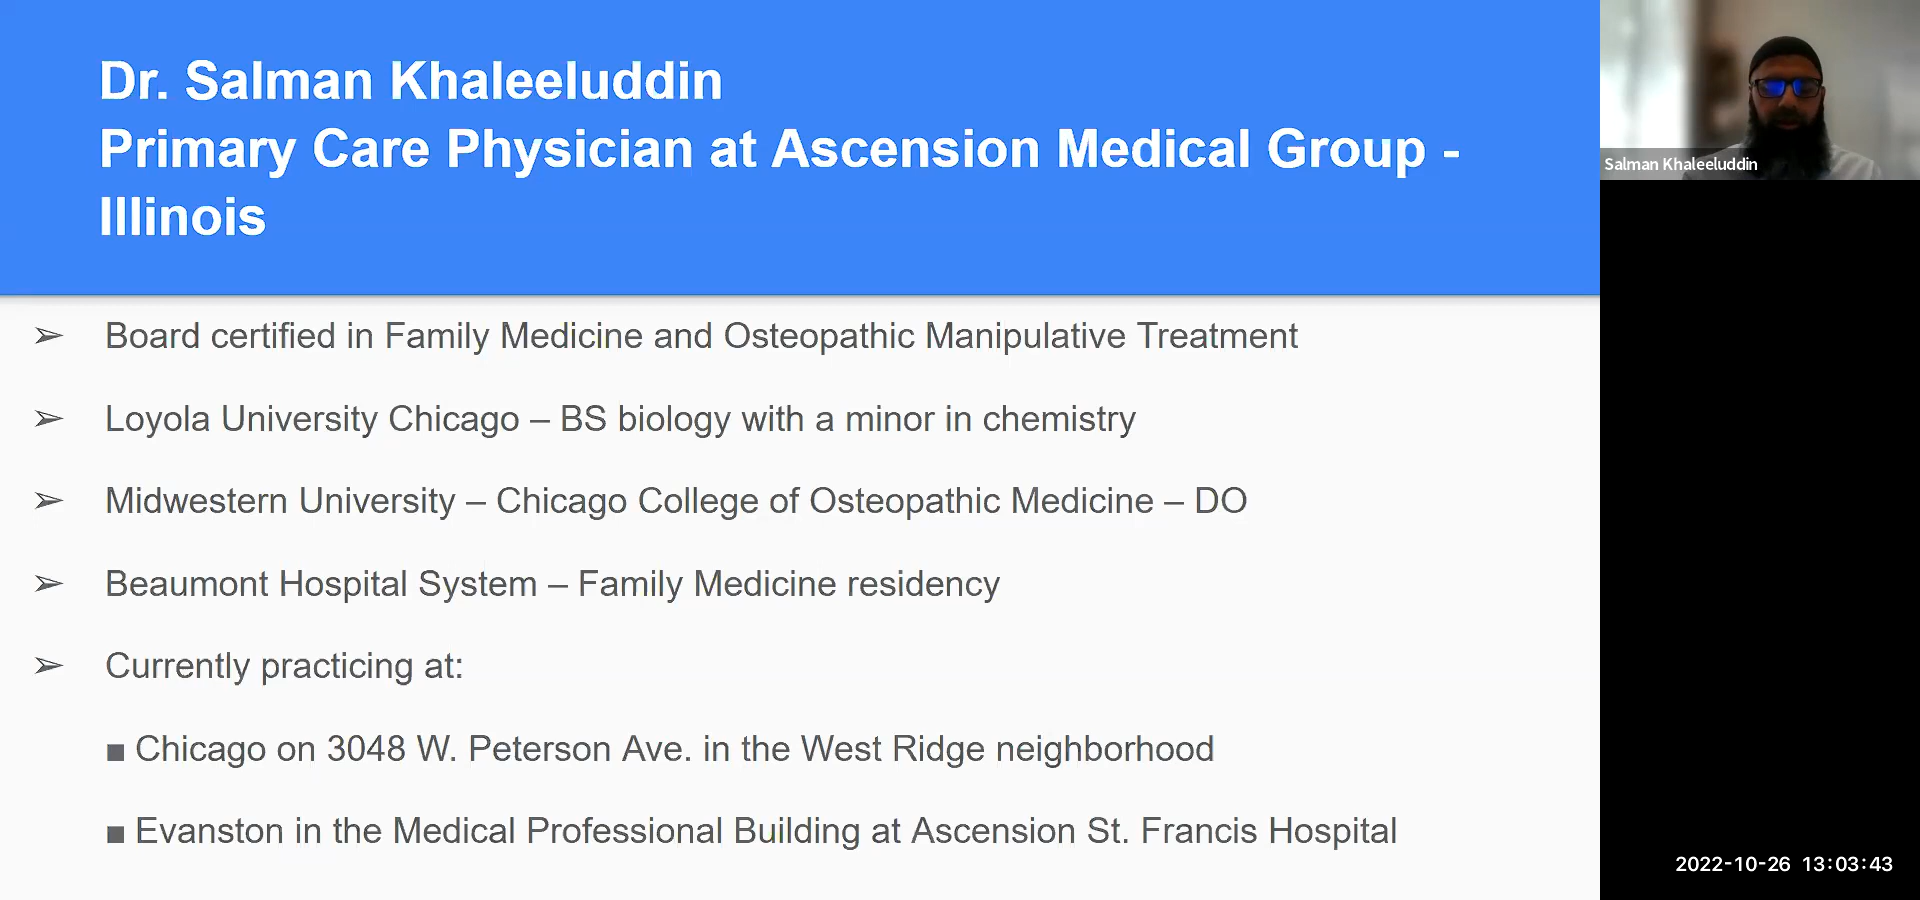 Dr. Salman Khaleeluddin
Primary Care Physician at Ascension Medical Group -
Illinois
➢ Board certified in Family Medicine and Osteopathic Manipulative Treatment
➢ Loyola University Chicago – BS biology with a minor in chemistry
➢ Midwestern University – Chicago College of Osteopathic Medicine – DO
➢ Beaumont Hospital System – Family Medicine residency
➢ Currently practicing at:
■ Chicago on 3048 W. Peterson Ave. in the West Ridge neighborhood
■ Evanston in the Medical Professional Building at Ascension St. Francis Hospital
Salman Khaleeluddin
2022-10-26 13:03:43